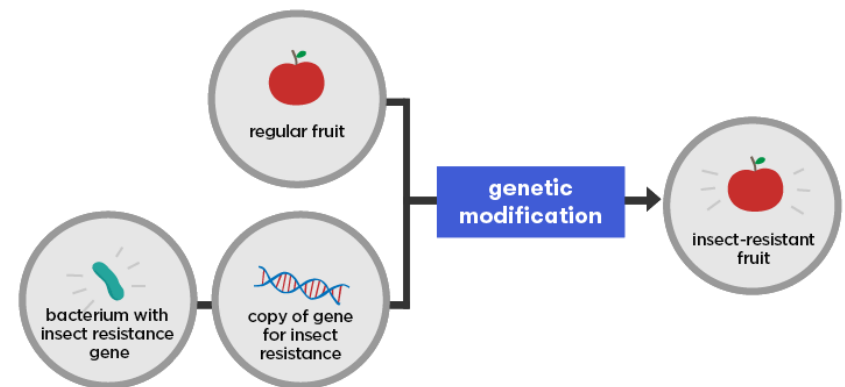 regular fruit
genetic
modification
insect-resistant
fruit
bacterium with
insect resistance
gene
copy of gene
for insect
resistance